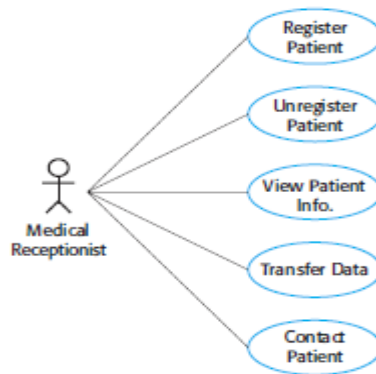 Register
Patient
Unregister
Patient
View Patient
Info.
Medical
Receptionist
Transfer Data
Contact
Patient